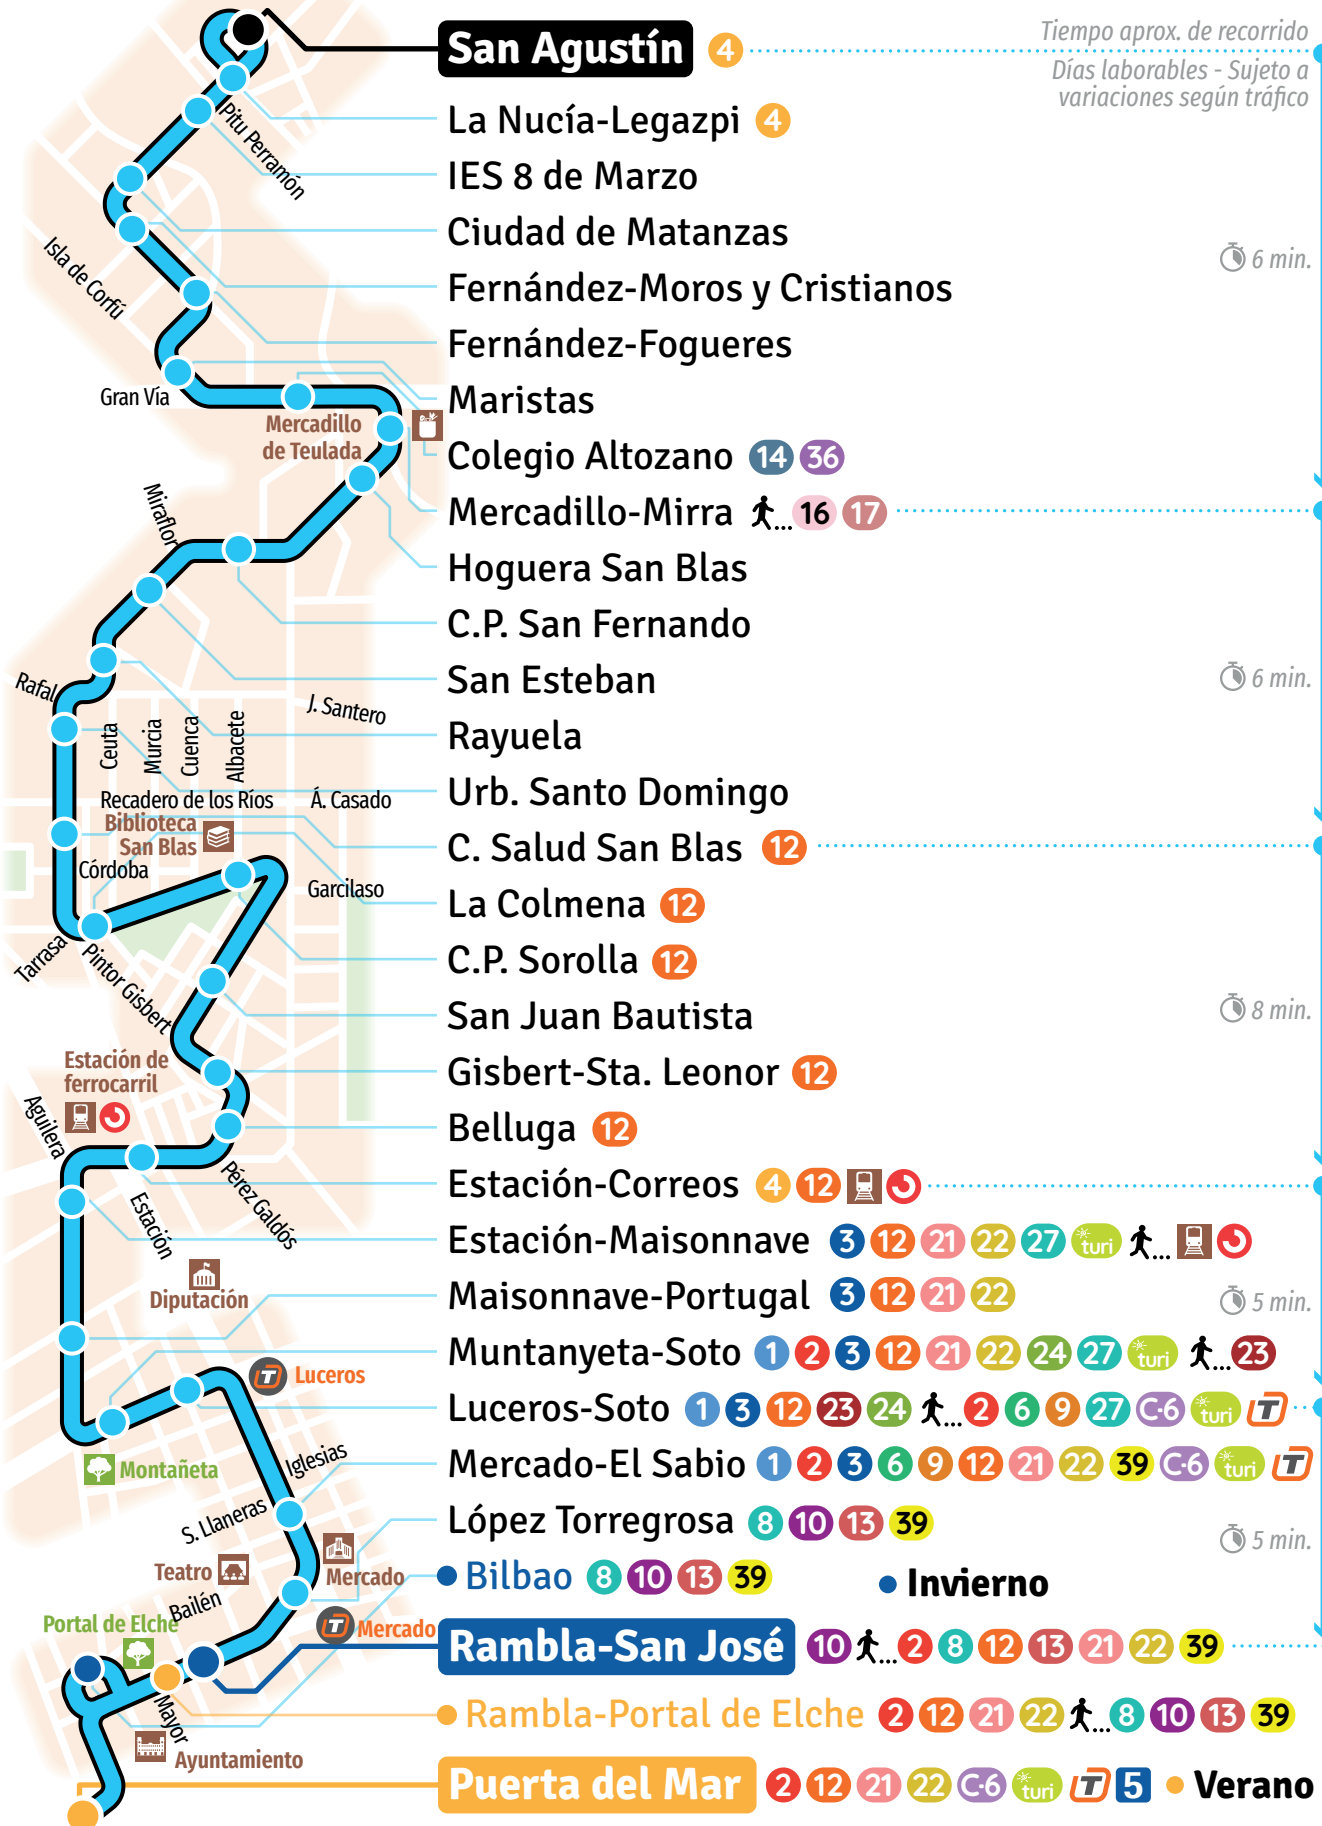 San Agustín 4
Tiempo aprox. de recorrido
Días laborables - Sujeto a
variaciones según tráfico
La Nucía-Legazpi 4
IES 8 de Marzo
Ciudad de Matanzas
6 min.
Fernández-Moros y Cristianos
Fernández-Fogueres
Maristas
Colegio Altozano 14 36
Mercadillo-Mirra ... 16 17
Hoguera San Blas
C.P. San Fernando
San Esteban
6 min.
Rayuela
Urb. Santo Domingo
C. Salud San Blas 12
La Colmena 12
C.P. Sorolla 12
San Juan Bautista
8 min.
Gisbert-Sta. Leonor 12
Belluga 12
Estación-Correos 4 12
Estación-Maisonnave 3 12 21 22 27 turi ...
Maisonnave-Portugal 3 12 21 22
5 min.
Muntanyeta-Soto 1 2 3 12 21 22 24 27 turi ... 23
Luceros-Soto 1 3 12 23 24 ... 2 6 9 27 C-6 turi T
Mercado-El Sabio 1 2 3 6 9 12 21 22 39 C-6 turi T
López Torregrosa 8 10 13 39
5 min.
Bilbao 8 10 13 39
Invierno
Rambla-San José 10 ... 2 8 12 13 21 22 39
Rambla-Portal de Elche 2 12 21 22 ... 8 10 13 39
Puerta del Mar 2 12 21 22 C-6 turi T 5
Verano
Pitu Perramón
Isla de Corfú
Gran Vía
Mercadillo
de Teulada
Miraflor
Rafal
J. Santero
Ceuta
Murcia
Cuenca
Albacete
Recadero de los Ríos
Á. Casado
Biblioteca
San Blas
Córdoba
Garcilaso
Tarrasa
Pintor Gisbert
Estación de
ferrocarril
Aguilera
Pérez Galdós
Estación
Diputación
T Luceros
Montañeta
Iglesias
S. Llaneras
Teatro
Mercado
Bailén
Portal de Elche
T Mercado
Mayor
Ayuntamiento